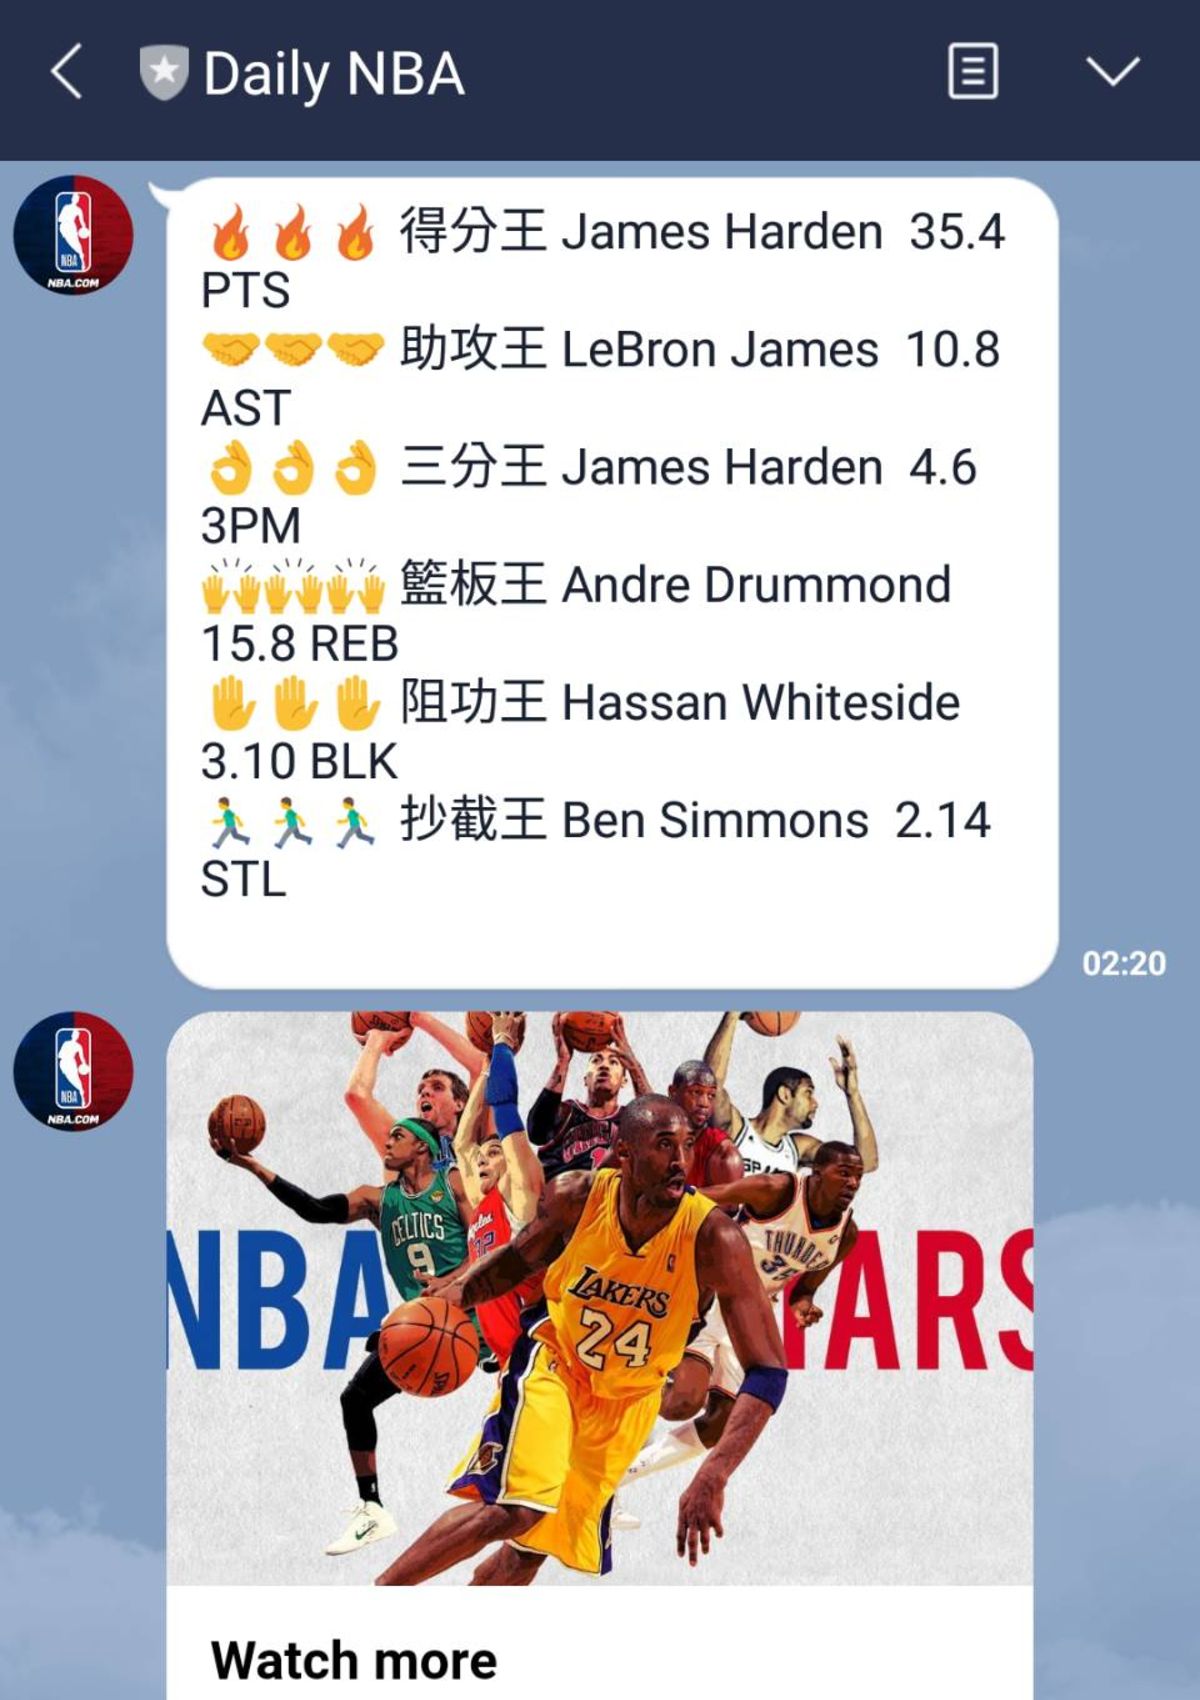 Daily NBA
🔥🔥🔥 得分王 James Harden 35.4
PTS
🤝🤝🤝 助攻王 LeBron James 10.8
AST
👌👌👌 三分王 James Harden 4.6
3PM
🙌🙌🙌 籃板王 Andre Drummond
15.8 REB
✋✋✋ 阻功王 Hassan Whiteside
3.10 BLK
🏃‍♂️🏃‍♂️🏃‍♂️ 抄截王 Ben Simmons 2.14
STL
02:20
NBA
NBA.COM
NBA
NBA.COM
NBA
ARS
CELTICS
9
32
LAKERS
24
THUNDER
35
Watch more